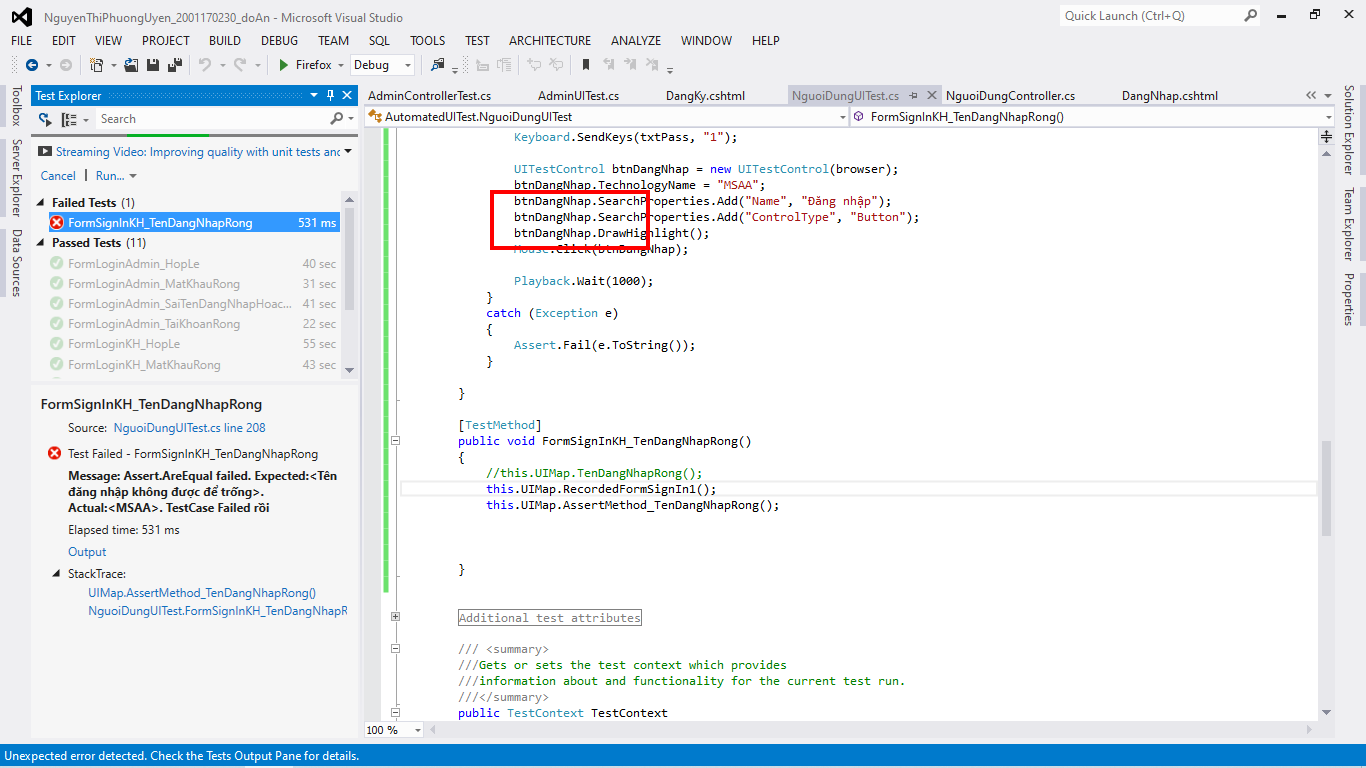 NguyenThiPhuongUyen_2001170230_doAn - Microsoft Visual Studio
Quick Launch (Ctrl+Q)
FILE EDIT VIEW PROJECT BUILD DEBUG TEAM SQL TOOLS TEST ARCHITECTURE ANALYZE WINDOW HELP
Firefox Debug
Toolbox
Server Explorer
Data Sources
Test Explorer
Search
Streaming Video: Improving quality with unit tests and
Cancel | Run...
Failed Tests (1)
FormSignInKH_TenDangNhapRong 531 ms
Passed Tests (11)
FormLoginAdmin_HopLe 40 sec
FormLoginAdmin_MatKhauRong 31 sec
FormLoginAdmin_SaiTenDangNhapHoac... 41 sec
FormLoginAdmin_TaiKhoanRong 22 sec
FormLoginKH_HopLe 55 sec
FormLoginKH_MatKhauRong 43 sec
FormSignInKH_TenDangNhapRong
Source: NguoiDungUITest.cs line 208
Test Failed - FormSignInKH_TenDangNhapRong
Message: Assert.AreEqual failed. Expected:<Tên
đăng nhập không được để trống>.
Actual:<MSAA>. TestCase Failed rồi
Elapsed time: 531 ms
Output
StackTrace:
UIMap.AssertMethod_TenDangNhapRong()
NguoiDungUITest.FormSignInKH_TenDangNhapR
AdminControllerTest.cs AdminUITest.cs DangKy.cshtml NguoiDungUITest.cs NguoiDungController.cs DangNhap.cshtml
AutomatedUITest.NguoiDungUITest FormSignInKH_TenDangNhapRong()
Keyboard.SendKeys(txtPass, "1");
UITestControl btnDangNhap = new UITestControl(browser);
btnDangNhap.TechnologyName = "MSAA";
btnDangNhap.SearchProperties.Add("Name", "Đăng nhập");
btnDangNhap.SearchProperties.Add("ControlType", "Button");
btnDangNhap.DrawHighlight();
Mouse.Click(btnDangNhap);
Playback.Wait(1000);
}
catch (Exception e)
{
Assert.Fail(e.ToString());
}
}
[TestMethod]
public void FormSignInKH_TenDangNhapRong()
{
//this.UIMap.TenDangNhapRong();
this.UIMap.RecordedFormSignIn1();
this.UIMap.AssertMethod_TenDangNhapRong();
}
Additional test attributes
/// <summary>
///Gets or sets the test context which provides
///information about and functionality for the current test run.
///</summary>
public TestContext TestContext
100 %
Solution Explorer
Team Explorer
Properties
Unexpected error detected. Check the Tests Output Pane for details.